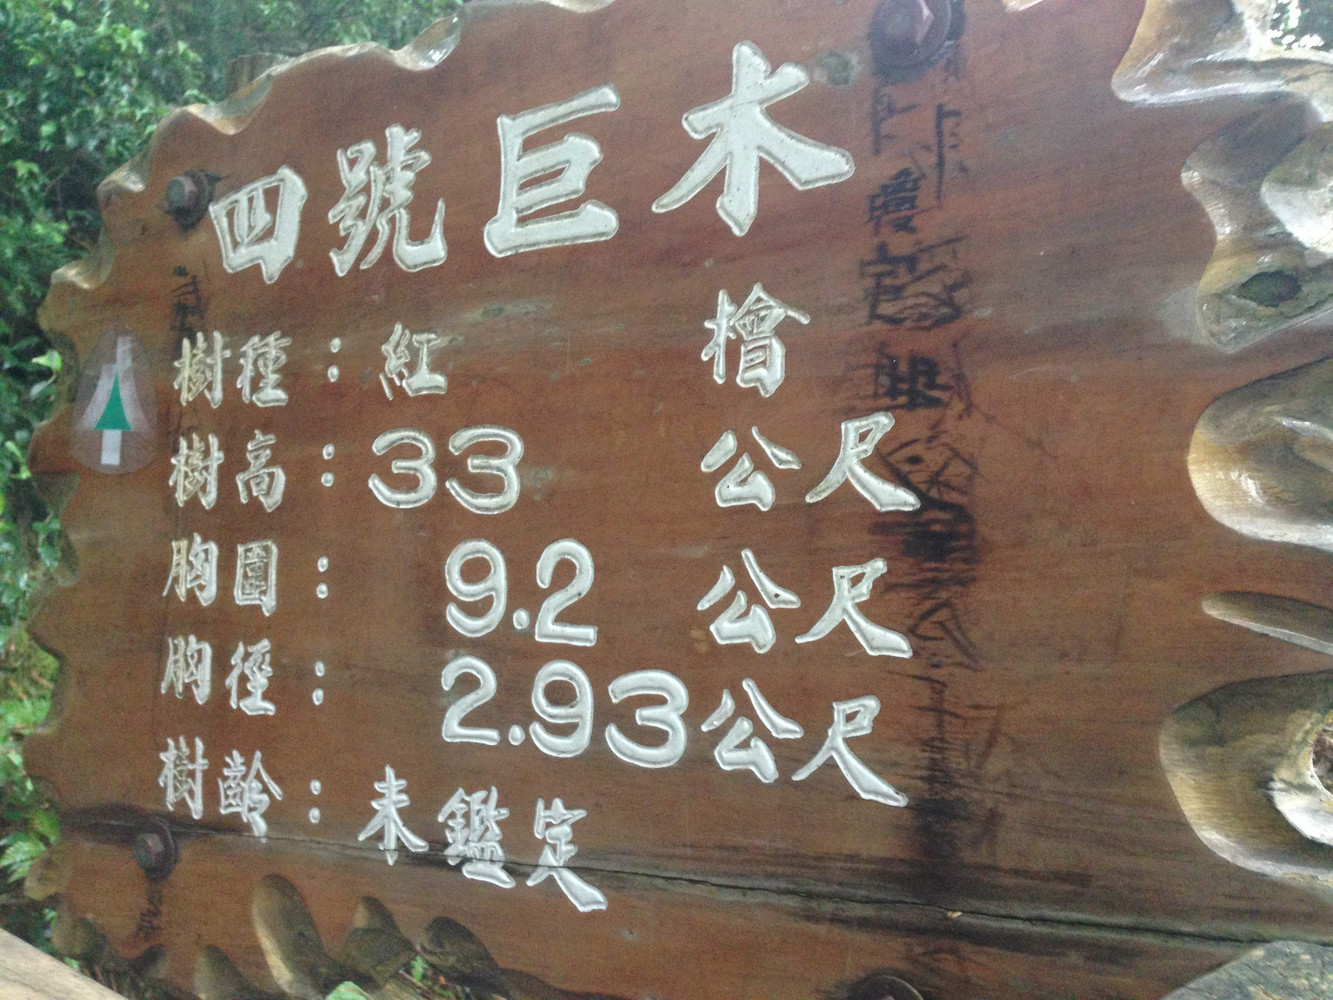 四號巨木
樹種：紅檜
樹高：33公尺
胸圍：9.2公尺
胸徑：2.93公尺
樹齡：未鑑定